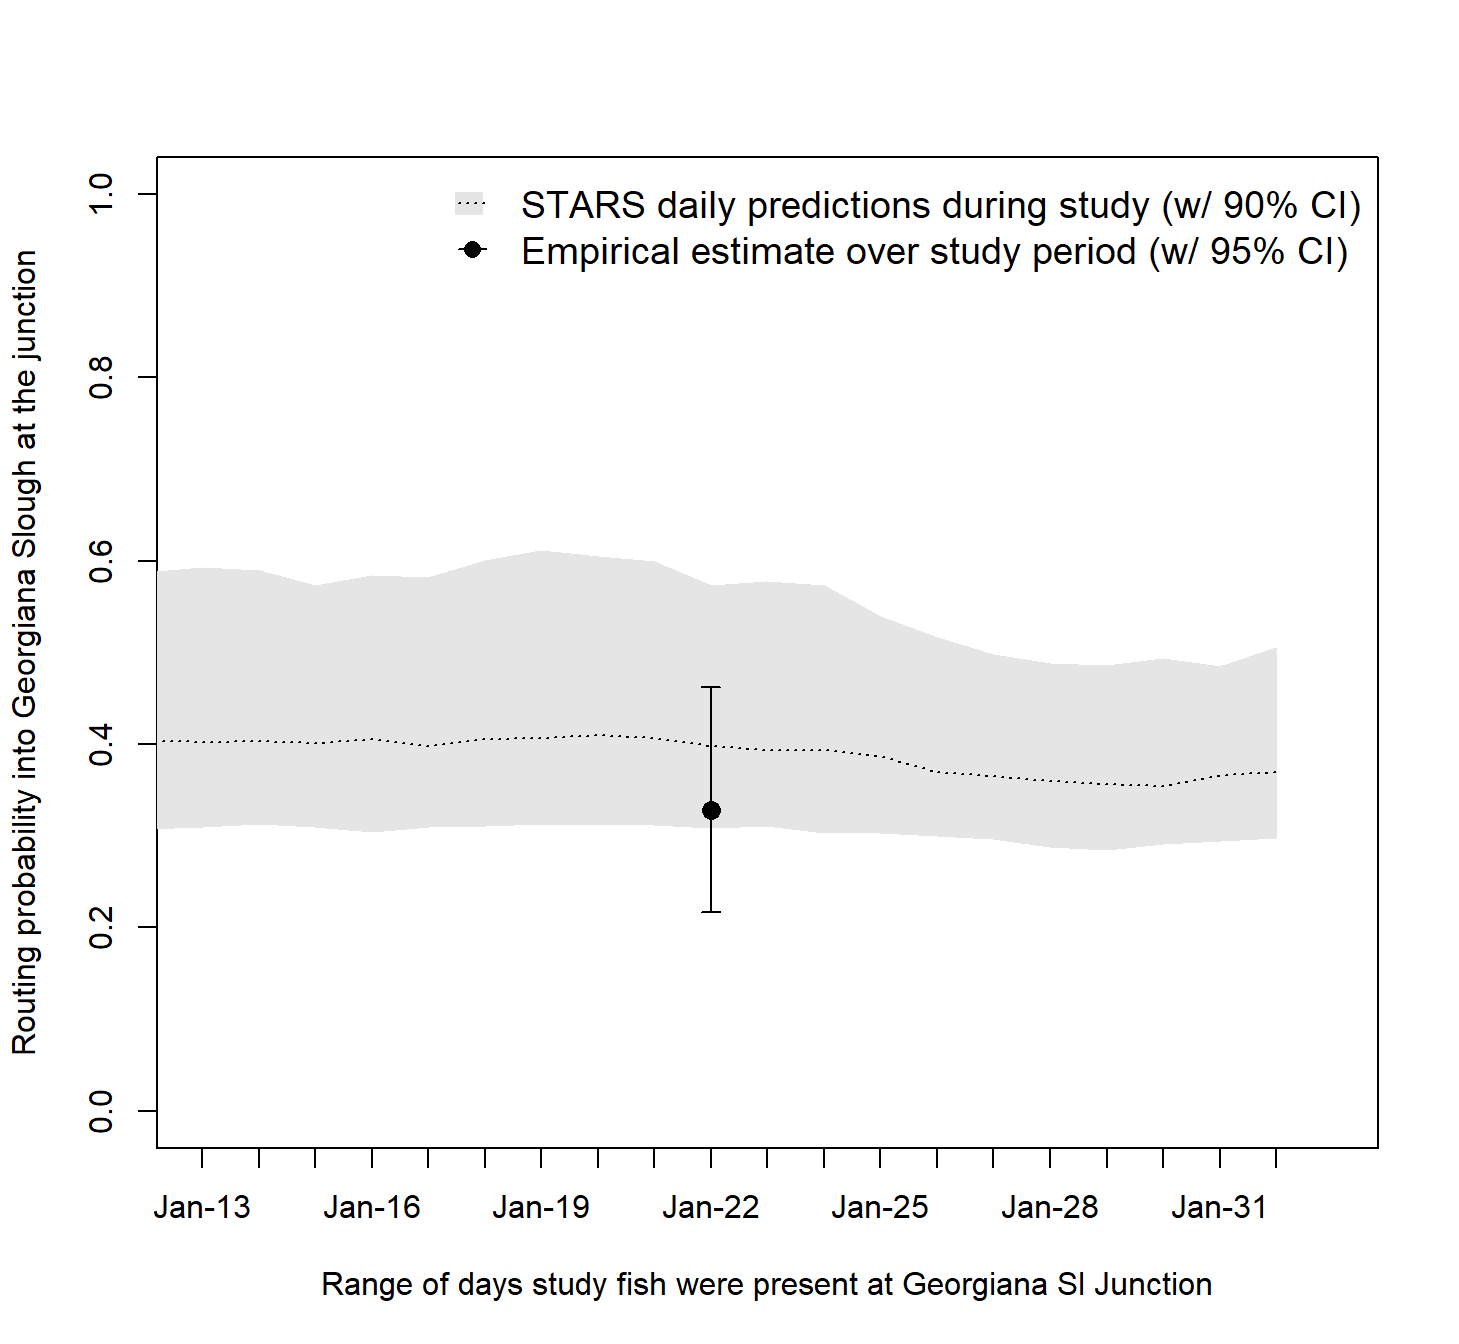 STARS daily predictions during study (w/ 90% CI)
Empirical estimate over study period (w/ 95% CI)
Routing probability into Georgiana Slough at the junction
1.0
0.8
0.6
0.4
0.2
0.0
Jan-13 Jan-16 Jan-19 Jan-22 Jan-25 Jan-28 Jan-31
Range of days study fish were present at Georgiana Sl Junction